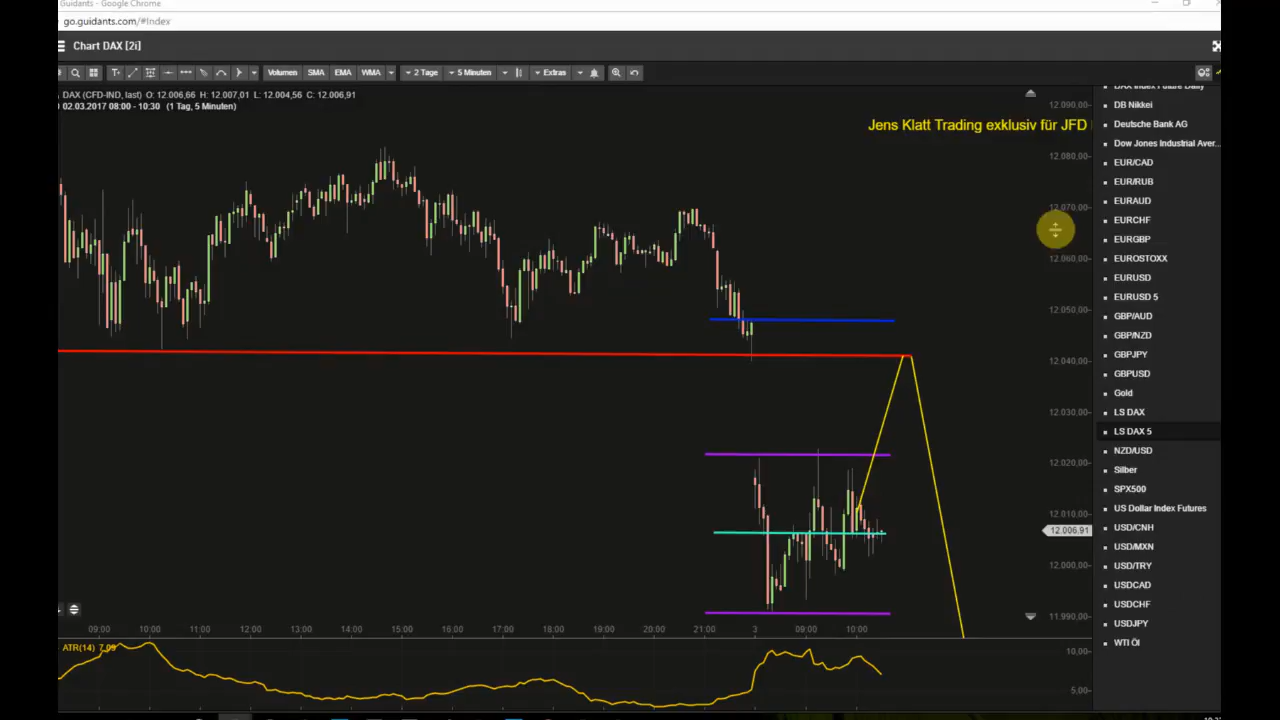 Guidants - Google Chrome
go.guidants.com/#Index
Chart DAX [2i]
Volumen SMA EMA WMA 2 Tage 5 Minuten Extras
DAX (CFD-IND, last) O: 12.006,66 H: 12.007,01 L: 12.004,56 C: 12.006,91
02.03.2017 08:00 - 10:30 (1 Tag, 5 Minuten)
Jens Klatt Trading exklusiv für JFD
12.090,00
12.080,00
12.070,00
12.060,00
12.050,00
12.040,00
12.030,00
12.020,00
12.010,00
12.006,91
12.000,00
11.990,00
09:00 10:00 11:00 12:00 13:00 14:00 15:00 16:00 17:00 18:00 19:00 20:00 21:00 3 09:00 10:00
ATR(14) 7,09
10,00
5,00
DAX Index Future Daily
DB Nikkei
Deutsche Bank AG
Dow Jones Industrial Aver...
EUR/CAD
EUR/RUB
EURAUD
EURCHF
EURGBP
EUROSTOXX
EURUSD
EURUSD 5
GBP/AUD
GBP/NZD
GBPJPY
GBPUSD
Gold
LS DAX
LS DAX 5
NZD/USD
Silber
SPX500
US Dollar Index Futures
USD/CNH
USD/MXN
USD/TRY
USDCAD
USDCHF
USDJPY
WTI Öl